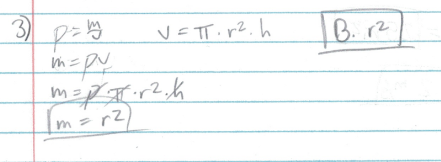 3) p = m/v v = π · r² · h B. r²
m = pv
m = p π · r² · h
m = r²